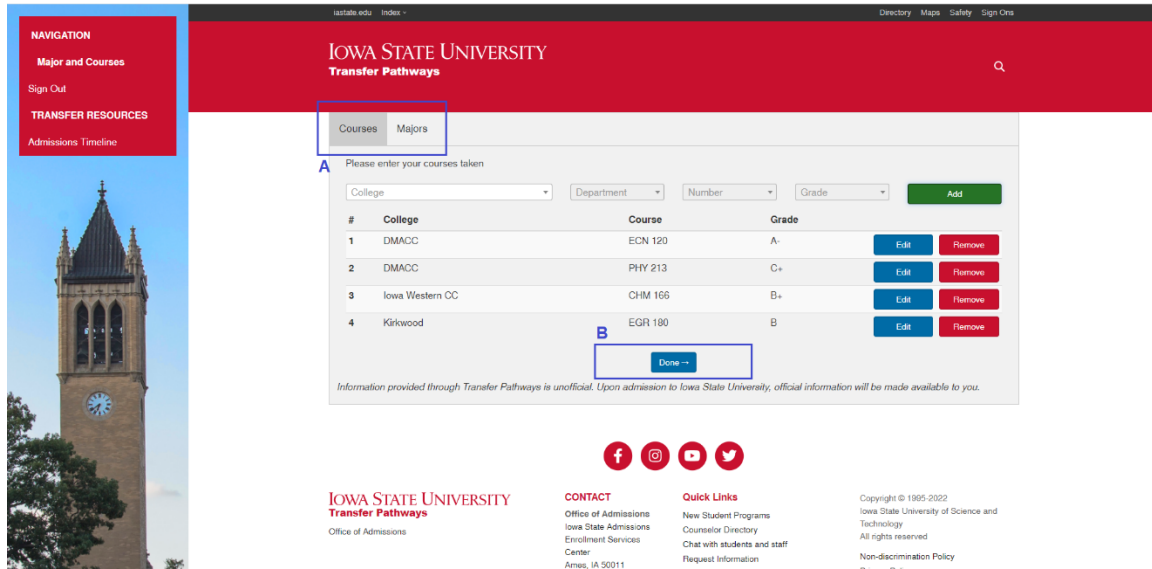 iastate.edu Index
Directory Maps Safety Sign Ons
NAVIGATION
Major and Courses
Sign Out
TRANSFER RESOURCES
Admissions Timeline
IOWA STATE UNIVERSITY
Transfer Pathways
Courses Majors
A
Please enter your courses taken
College Department Number Grade Add
# College Course Grade
1 DMACC ECN 120 A- Edit Remove
2 DMACC PHY 213 C+ Edit Remove
3 Iowa Western CC CHM 166 B+ Edit Remove
4 Kirkwood EGR 180 B Edit Remove
B
Done →
Information provided through Transfer Pathways is unofficial. Upon admission to Iowa State University, official information will be made available to you.
IOWA STATE UNIVERSITY
Transfer Pathways
Office of Admissions
CONTACT
Office of Admissions
Iowa State Admissions
Enrollment Services
Center
Ames, IA 50011
Quick Links
New Student Programs
Counselor Directory
Chat with students and staff
Request Information
Copyright © 1995-2022
Iowa State University of Science and
Technology
All rights reserved
Non-discrimination Policy